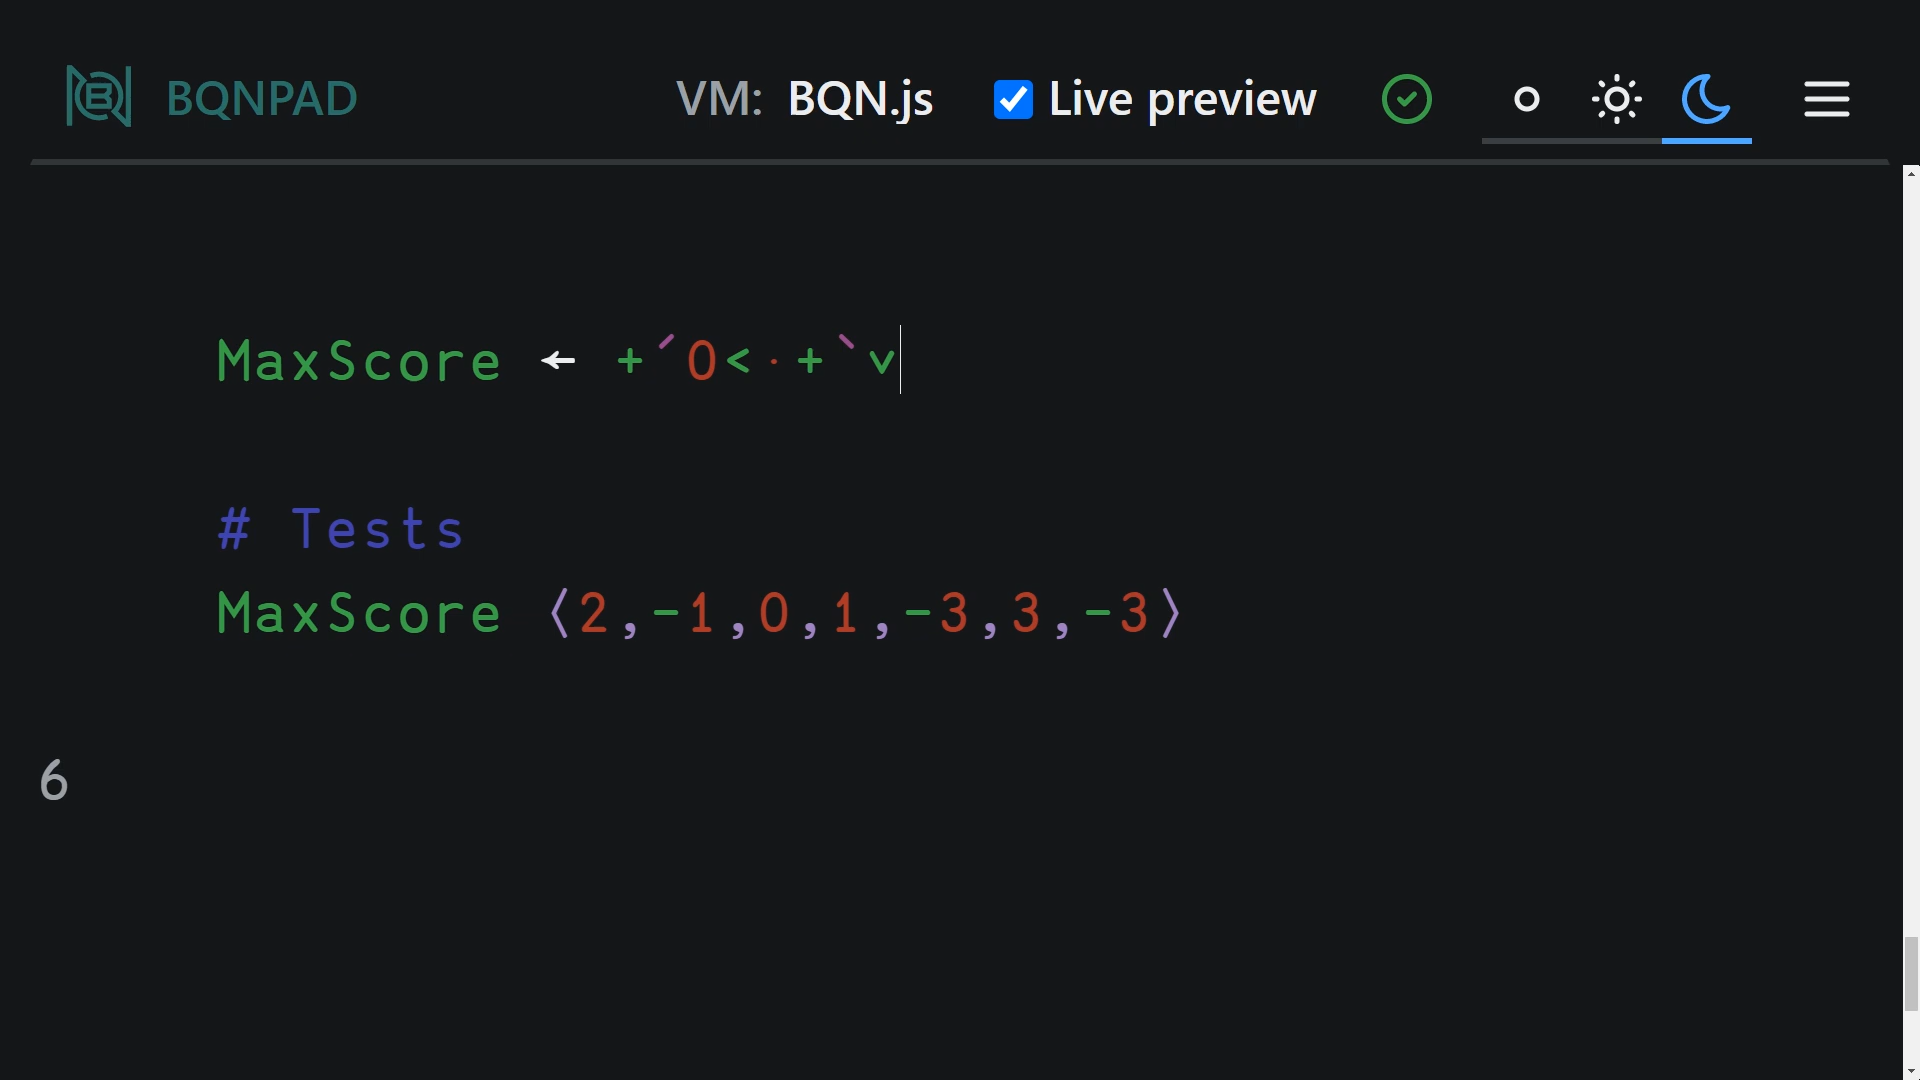 BQNPAD VM: BQN.js Live preview
MaxScore ← +´0<·+`∨
# Tests
MaxScore ⟨2,-1,0,1,-3,3,-3⟩
6